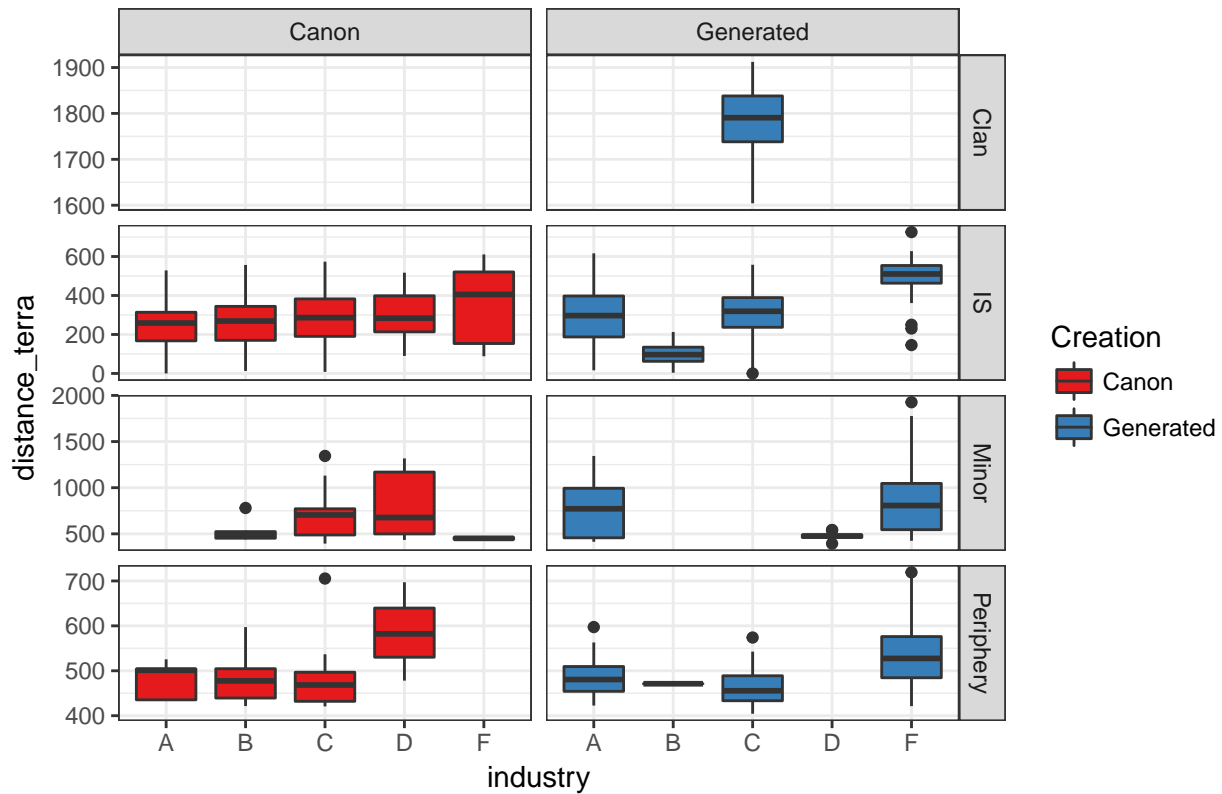 Canon
Generated
1900
1800
1700
1600
Clan
600
400
200
0
IS
2000
1500
1000
500
Minor
700
600
500
400
Periphery
A B C D F
A B C D F
industry
distance_terra
Creation
Canon
Generated